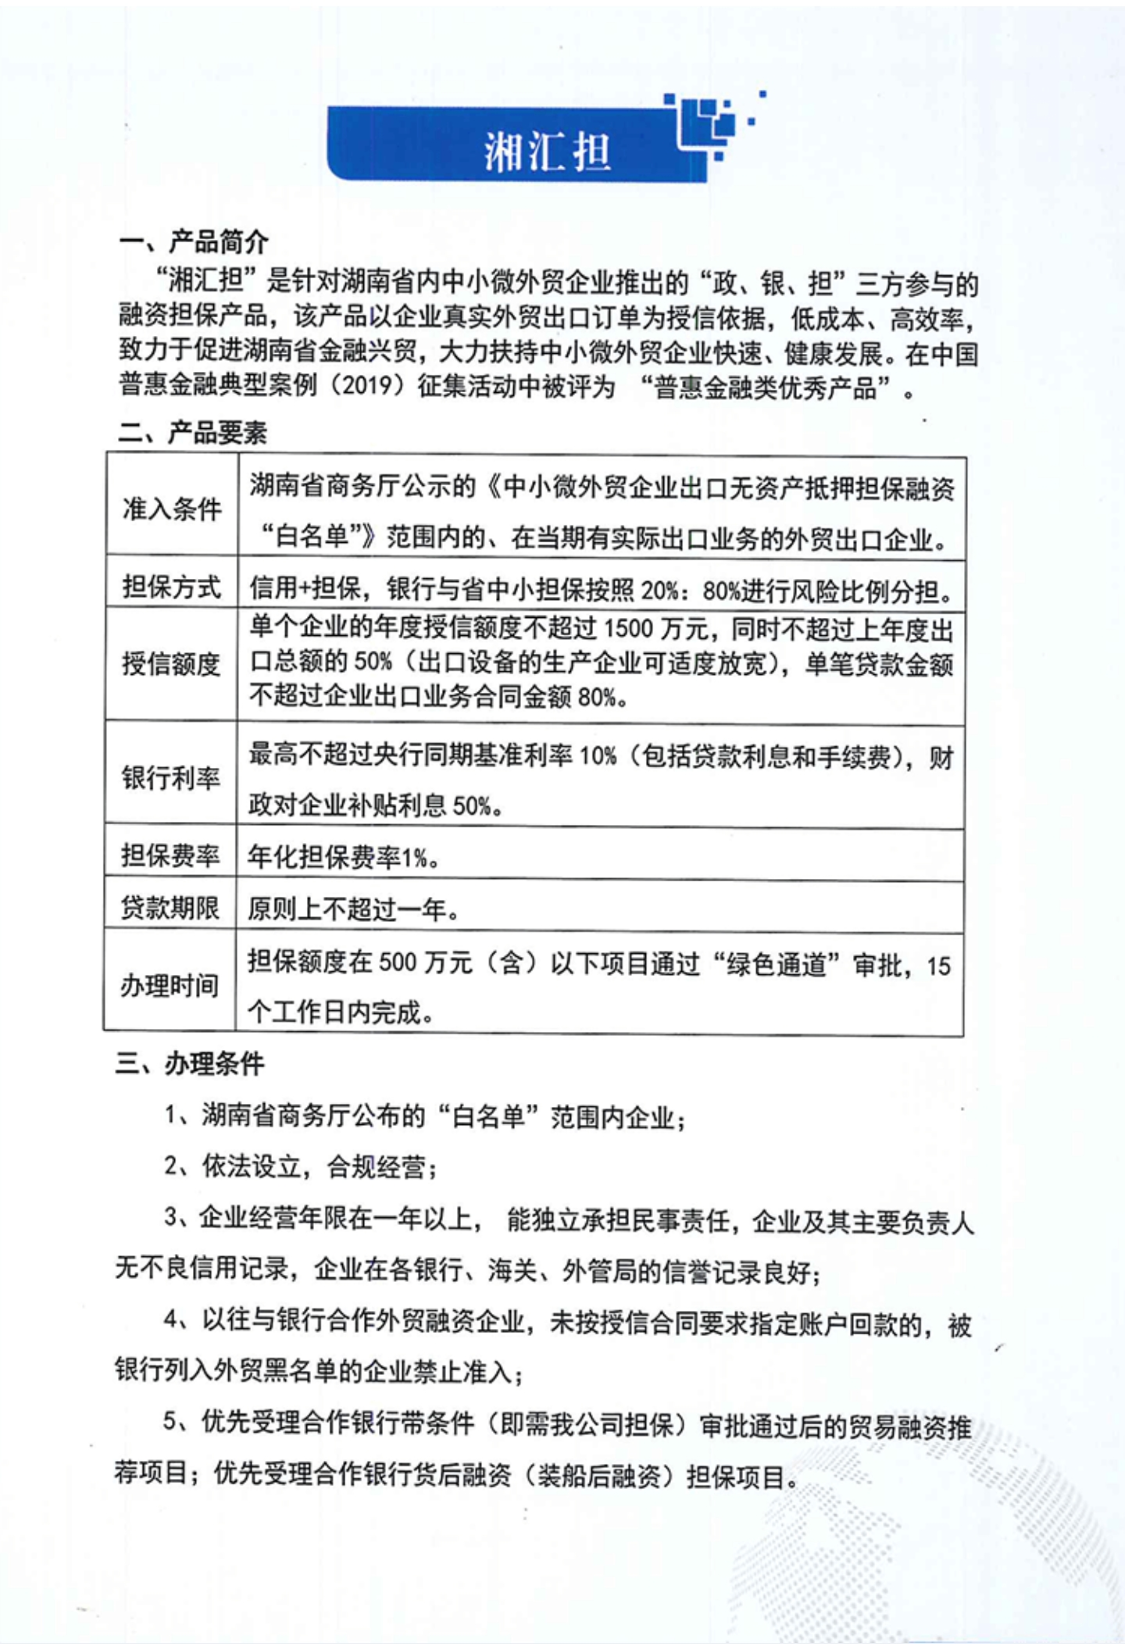 湘汇担
一、产品简介
“湘汇担”是针对湖南省内中小微外贸企业推出的“政、银、担”三方参与的
融资担保产品，该产品以企业真实外贸出口订单为授信依据，低成本、高效率，
致力于促进湖南省金融兴贸，大力扶持中小微外贸企业快速、健康发展。在中国
普惠金融典型案例（2019）征集活动中被评为 “普惠金融类优秀产品”。
二、产品要素
准入条件
湖南省商务厅公示的《中小微外贸企业出口无资产抵押担保融资
“白名单”》范围内的、在当期有实际出口业务的外贸出口企业。
担保方式
信用+担保，银行与省中小担保按照 20%：80%进行风险比例分担。
授信额度
单个企业的年度授信额度不超过 1500 万元，同时不超过上年度出
口总额的 50%（出口设备的生产企业可适度放宽），单笔贷款金额
不超过企业出口业务合同金额 80%。
银行利率
最高不超过央行同期基准利率 10%（包括贷款利息和手续费），财
政对企业补贴利息 50%。
担保费率
年化担保费率1%。
贷款期限
原则上不超过一年。
办理时间
担保额度在 500 万元（含）以下项目通过“绿色通道”审批，15
个工作日内完成。
三、办理条件
1、湖南省商务厅公布的“白名单”范围内企业；
2、依法设立，合规经营；
3、企业经营年限在一年以上， 能独立承担民事责任，企业及其主要负责人
无不良信用记录，企业在各银行、海关、外管局的信誉记录良好；
4、以往与银行合作外贸融资企业，未按授信合同要求指定账户回款的，被
银行列入外贸黑名单的企业禁止准入；
5、优先受理合作银行带条件（即需我公司担保）审批通过后的贸易融资推
荐项目；优先受理合作银行货后融资（装船后融资）担保项目。